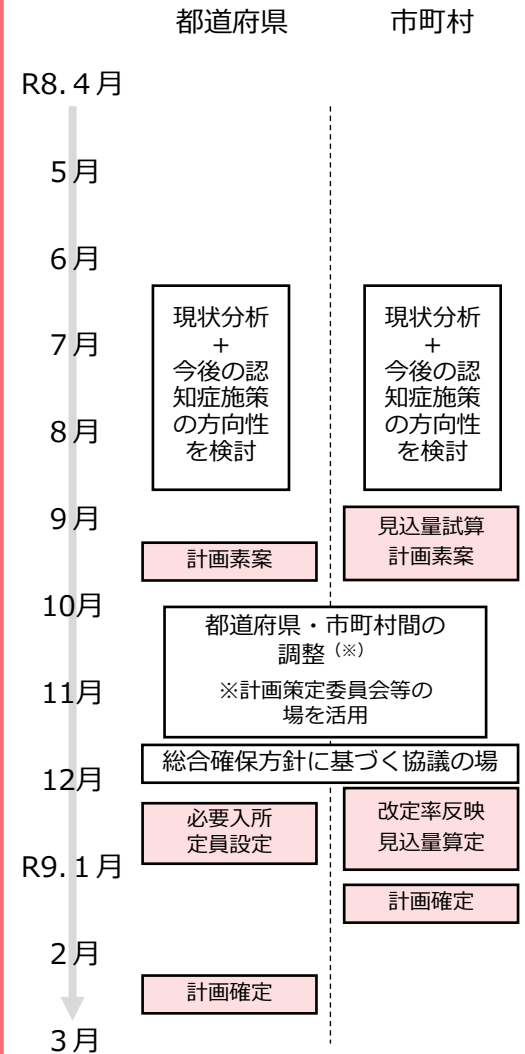 都道府県
市町村
R8.４月
５月
６月
現状分析
+
今後の認
知症施策
の方向性
を検討
現状分析
+
今後の認
知症施策
の方向性
を検討
７月
８月
９月
見込量試算
計画素案
計画素案
10月
都道府県・市町村間の
調整（※）
※計画策定委員会等の
場を活用
11月
総合確保方針に基づく協議の場
12月
必要入所
定員設定
改定率反映
見込量算定
R9.１月
計画確定
２月
計画確定
３月